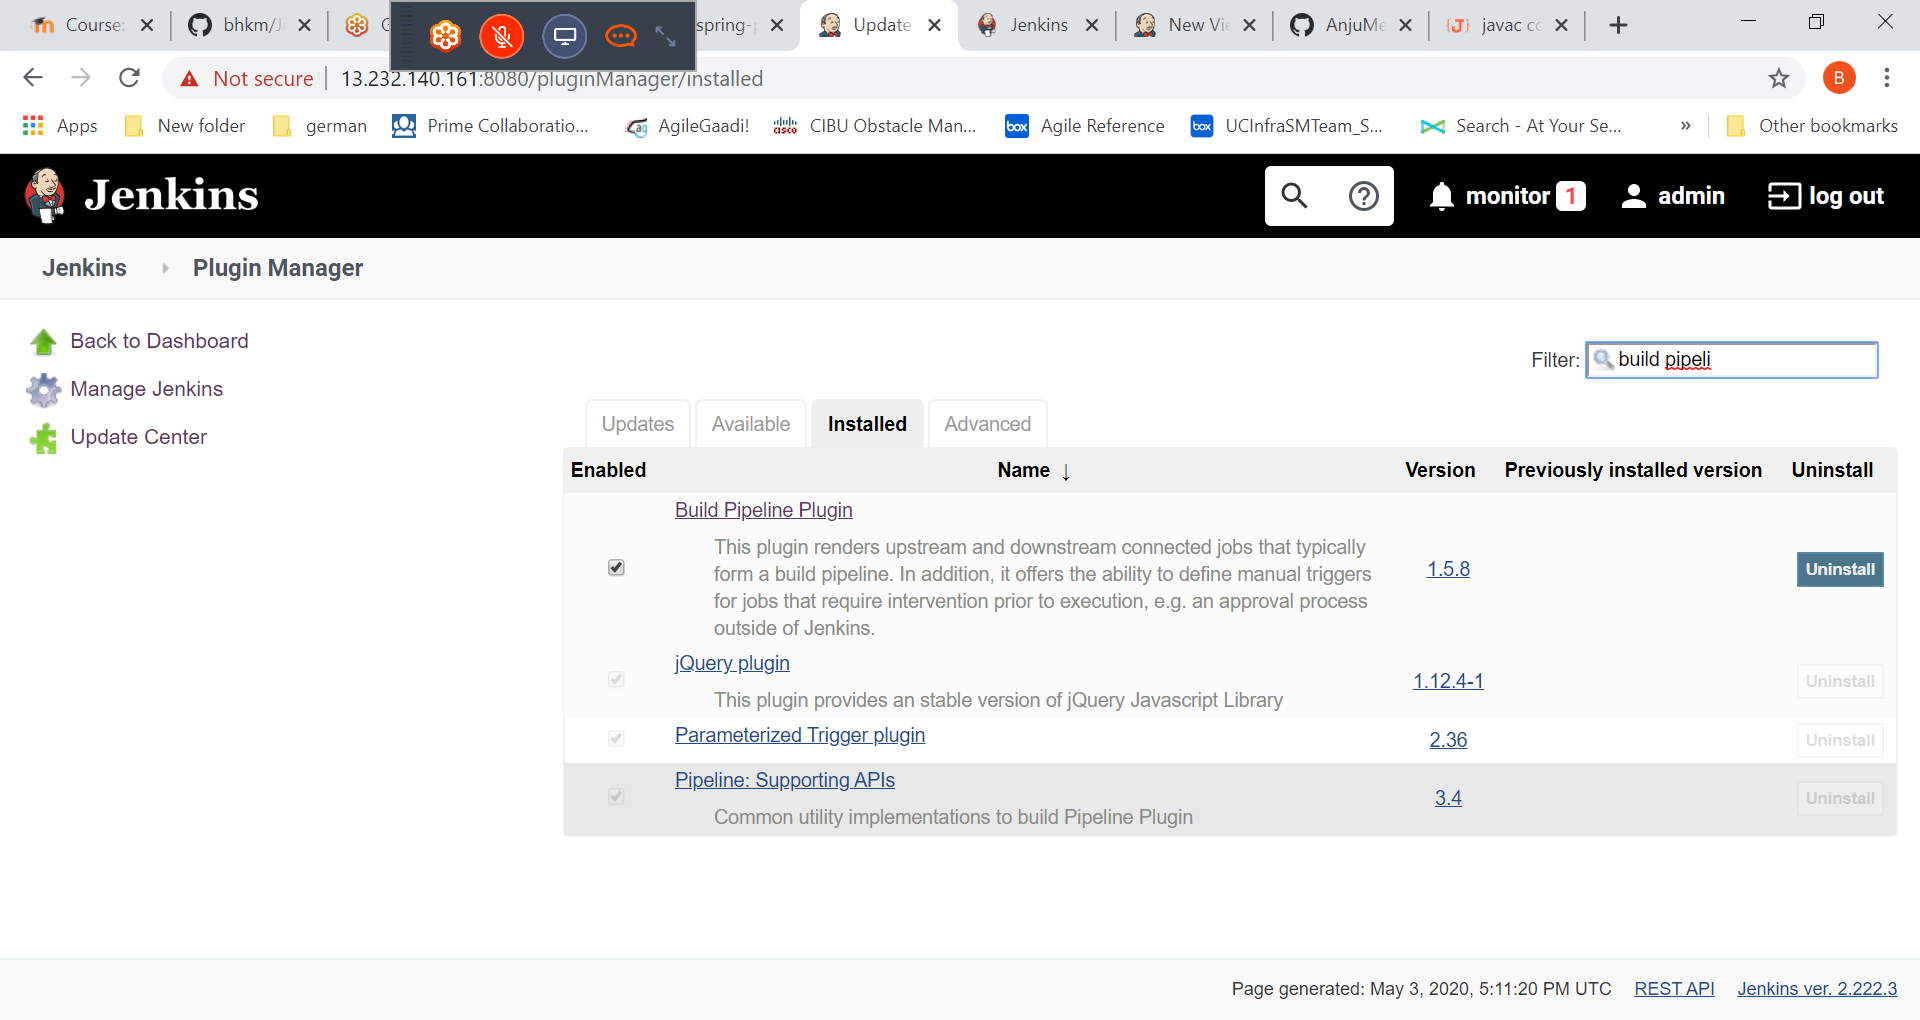 Course:
bhkm/Je
spring-p
Update
Jenkins
New Vie
AnjuMe
javac co
Not secure
13.232.140.161:8080/pluginManager/installed
B
Apps
New folder
german
Prime Collaboratio...
AgileGaadi!
CIBU Obstacle Man...
box Agile Reference
box UCInfraSMTeam_S...
Search - At Your Se...
»
Other bookmarks
Jenkins
monitor 1
admin
log out
Jenkins
Plugin Manager
Back to Dashboard
Manage Jenkins
Update Center
Filter: build pipeli
Updates
Available
Installed
Advanced
Enabled
Name ↓
Version
Previously installed version
Uninstall
Build Pipeline Plugin
This plugin renders upstream and downstream connected jobs that typically
form a build pipeline. In addition, it offers the ability to define manual triggers
for jobs that require intervention prior to execution, e.g. an approval process
outside of Jenkins.
1.5.8
Uninstall
jQuery plugin
This plugin provides an stable version of jQuery Javascript Library
1.12.4-1
Uninstall
Parameterized Trigger plugin
2.36
Uninstall
Pipeline: Supporting APIs
Common utility implementations to build Pipeline Plugin
3.4
Uninstall
Page generated: May 3, 2020, 5:11:20 PM UTC
REST API
Jenkins ver. 2.222.3